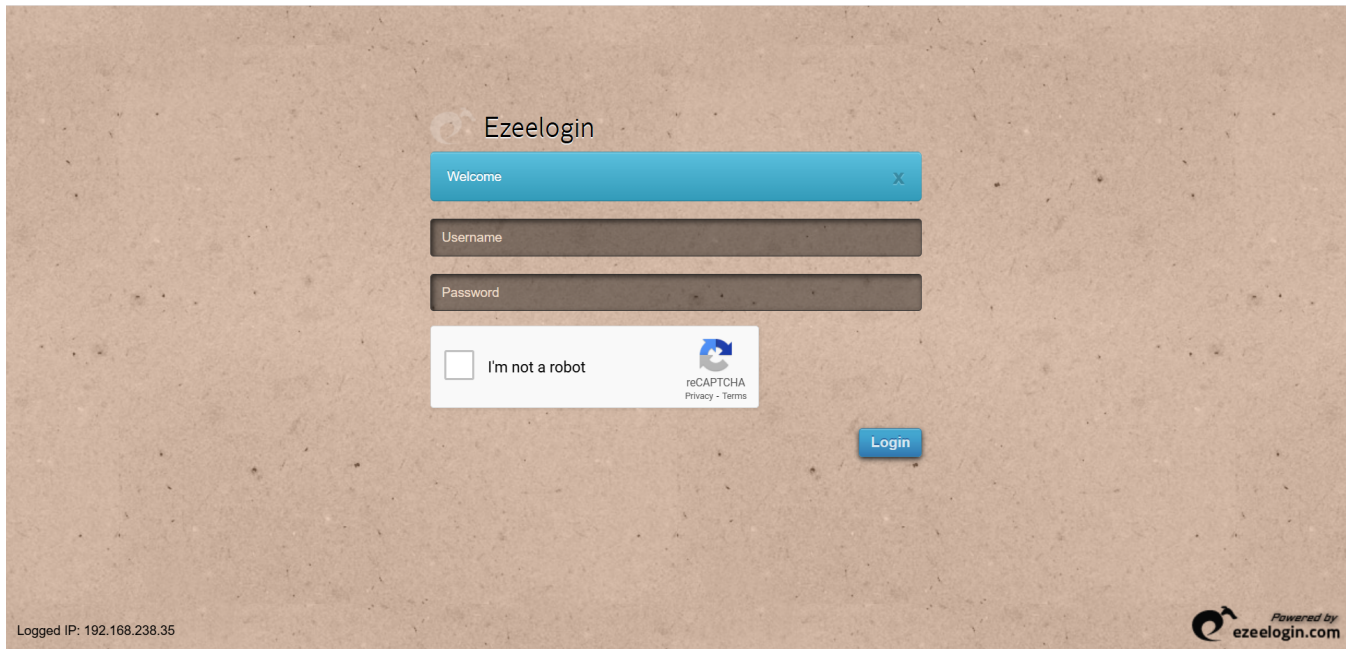 Ezeelogin
Welcome
x
Username
Password
I'm not a robot
reCAPTCHA
Privacy - Terms
Login
Logged IP: 192.168.238.35
Powered by
ezeelogin.com